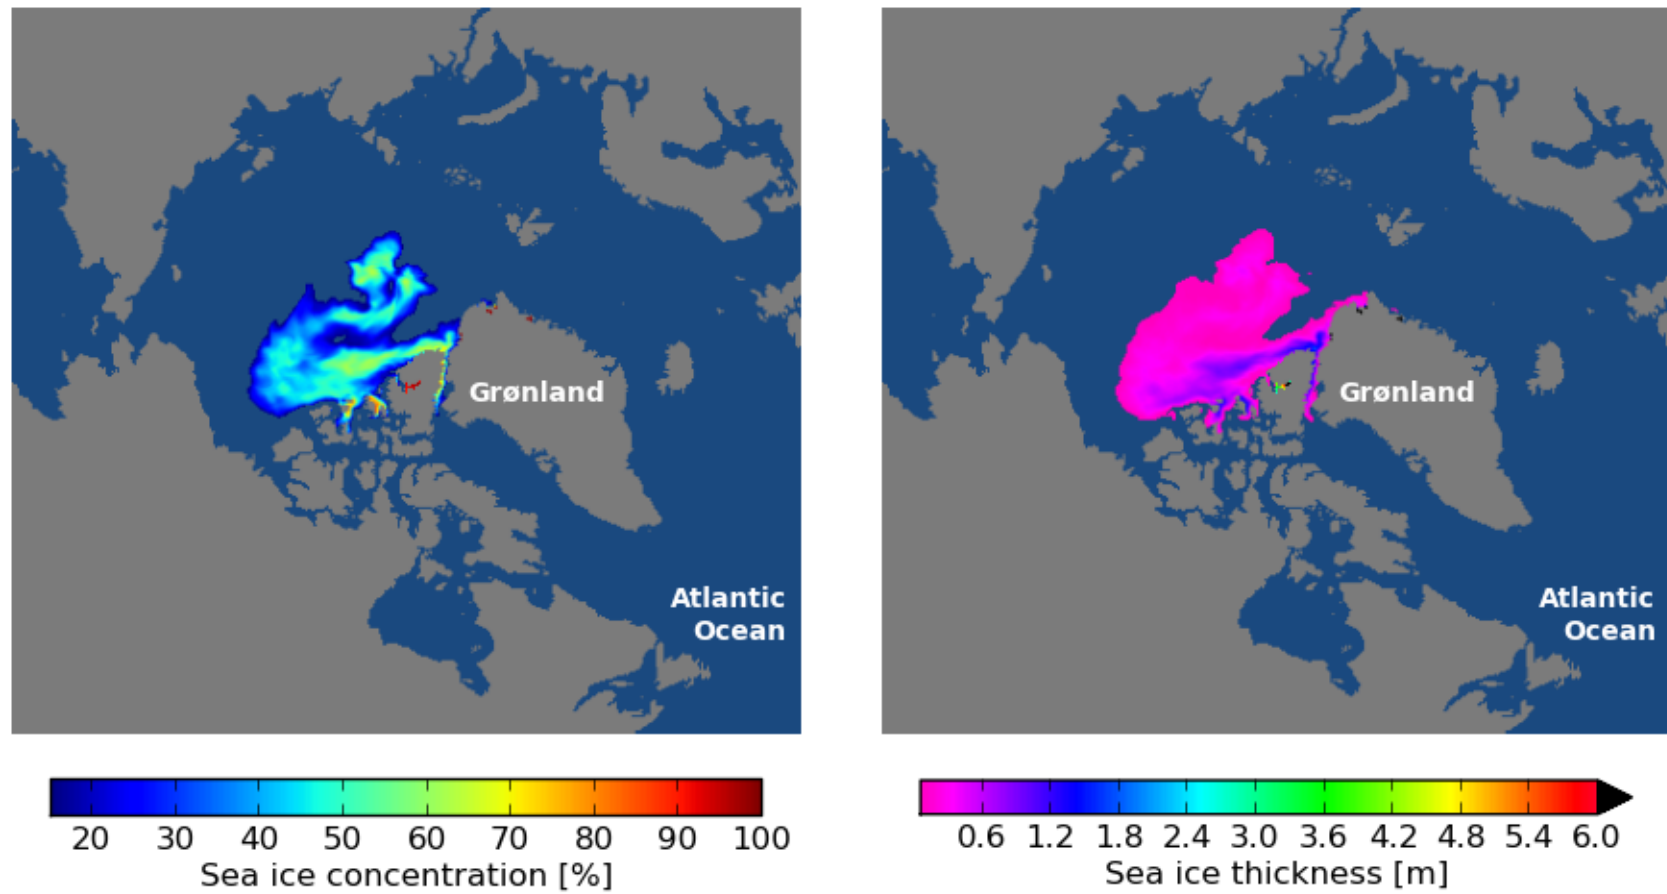 Grønland
Atlantic
Ocean
20 30 40 50 60 70 80 90 100
Sea ice concentration [%]
Grønland
Atlantic
Ocean
0.6 1.2 1.8 2.4 3.0 3.6 4.2 4.8 5.4 6.0
Sea ice thickness [m]